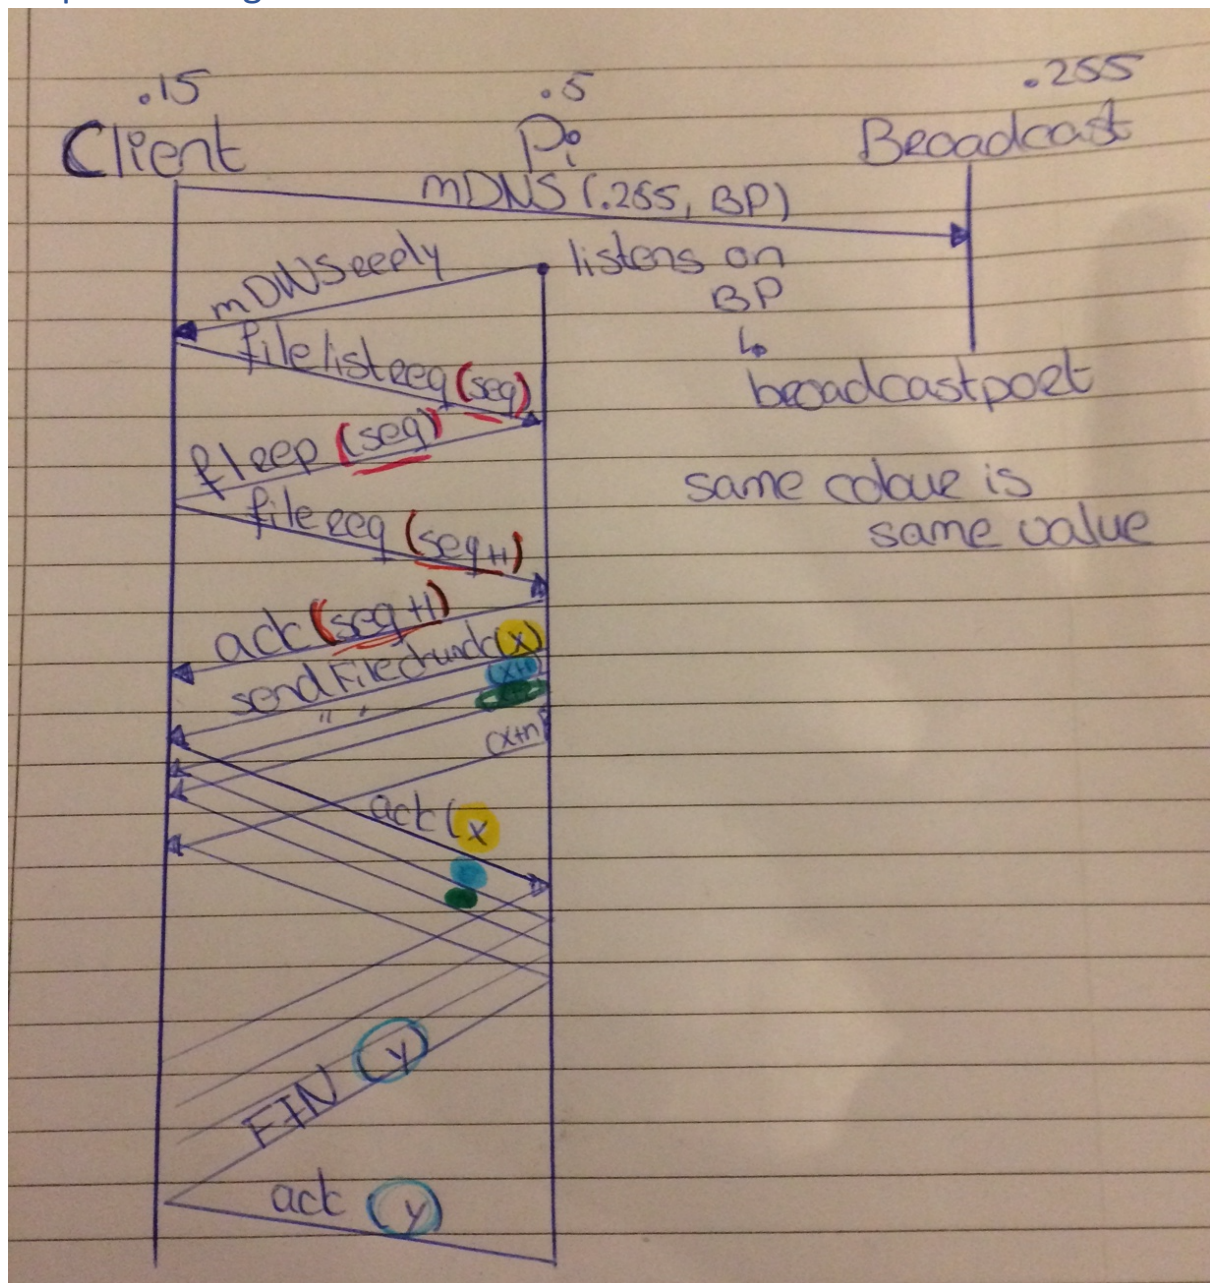 .15 .5 .255
Client Pi Broadcast
mDNS (.255, BP)
mDNSreply
listens on
BP
↳
broadcastport
filelistreq (seq)
flrep (seq)
same colour is
same value
filereq (seq+1)
ack (seq+1)
sendFilechunk (x)
(x+1)
" "
(x+n)
ack (x
FIN (y)
ack (y)